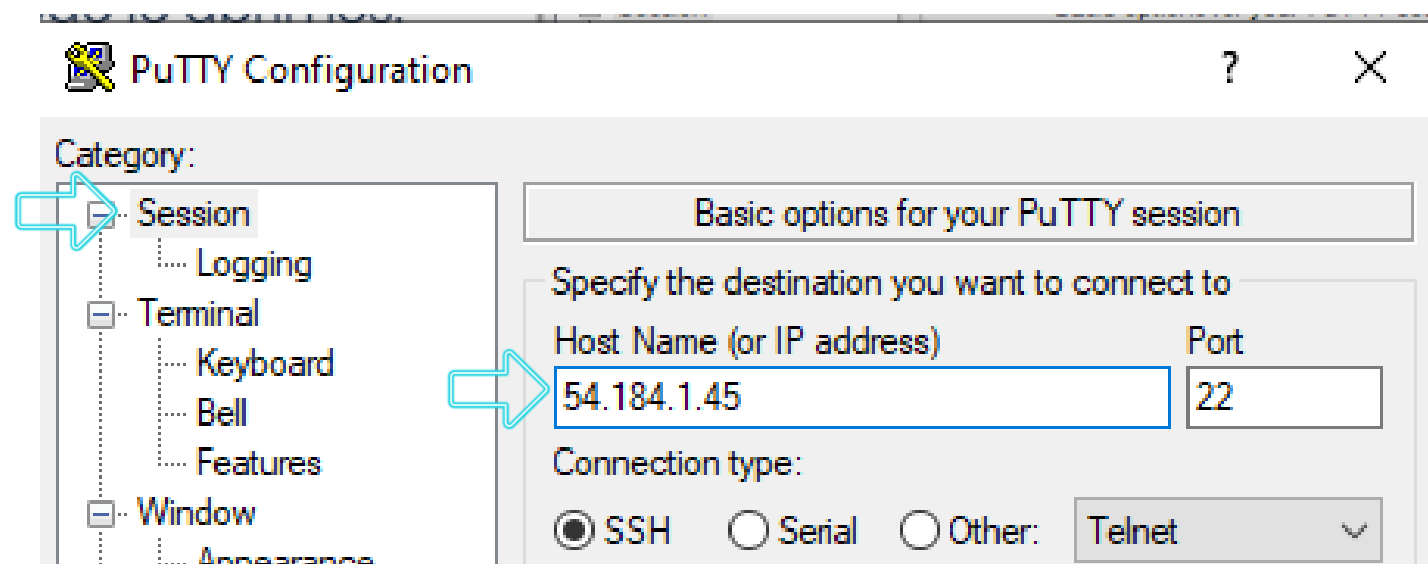 PuTTY Configuration
?
Category:
Session
Logging
Terminal
Keyboard
Bell
Features
Window
Appearance
Basic options for your PuTTY session
Specify the destination you want to connect to
Host Name (or IP address)
Port
54.184.1.45
22
Connection type:
SSH
Serial
Other:
Telnet